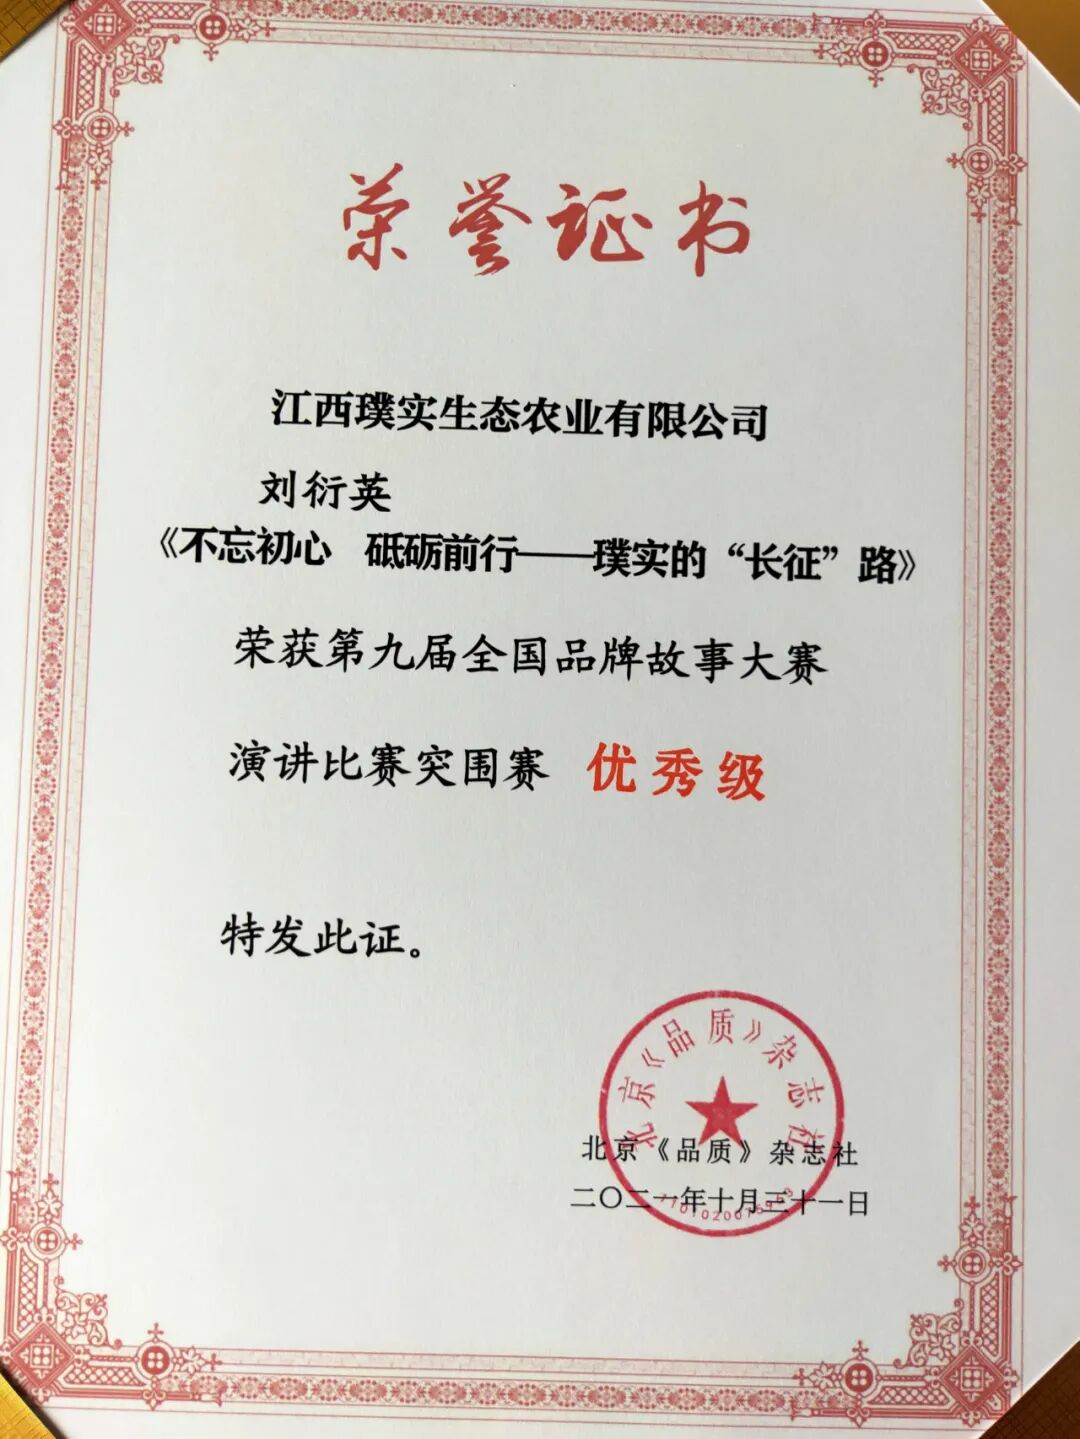 荣誉证书
江西璞实生态农业有限公司
刘衍英
《不忘初心　砥砺前行——璞实的“长征”路》
荣获第九届全国品牌故事大赛
演讲比赛突围赛 优秀级
特发此证。
北京《品质》杂志社
北京《品质》杂志社
二〇二一年十月三十一日